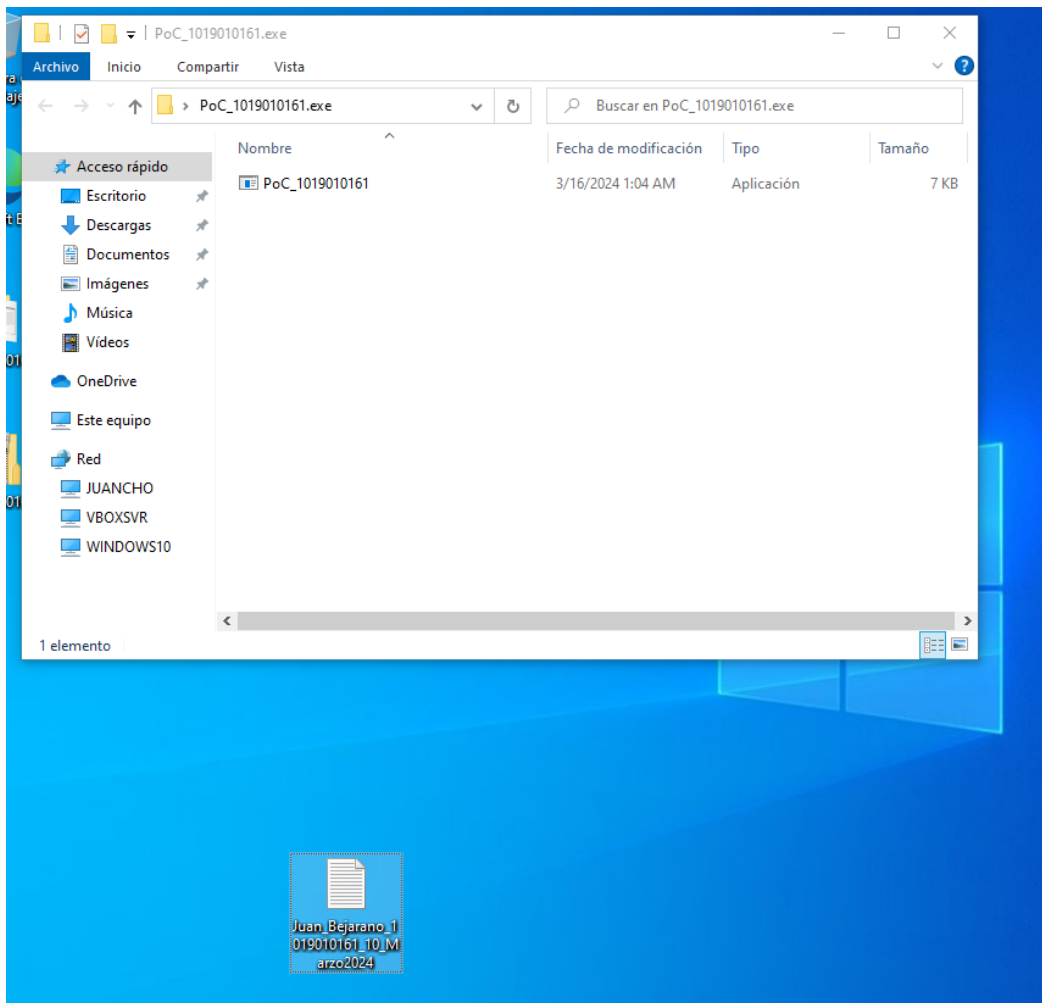 PoC_1019010161.exe
Archivo Inicio Compartir Vista
PoC_1019010161.exe Buscar en PoC_1019010161.exe
Nombre Fecha de modificación Tipo Tamaño
PoC_1019010161 3/16/2024 1:04 AM Aplicación 7 KB
Acceso rápido
Escritorio
Descargas
Documentos
Imágenes
Música
Vídeos
OneDrive
Este equipo
Red
JUANCHO
VBOXSVR
WINDOWS10
1 elemento
Juan_Bejarano_1
019010161_10_M
arzo2024